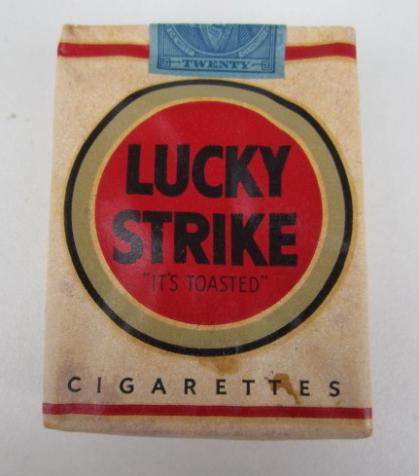 TWENTY
LUCKY
STRIKE
"IT'S TOASTED"
CIGARETTES